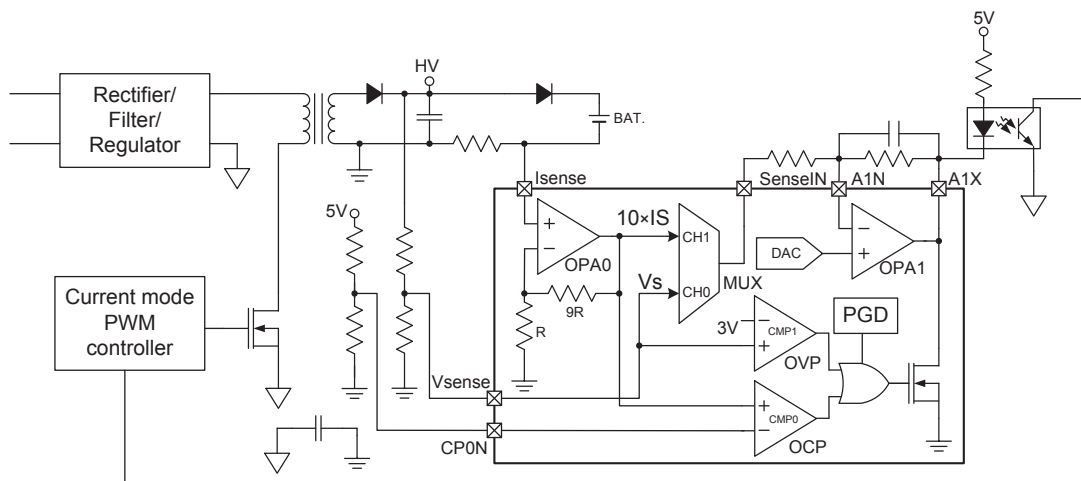 5V
HV
Rectifier/
Filter/
Regulator
BAT.
Isense
SenseIN
A1N
A1X
5V
10×IS
CH1
DAC
OPA0
OPA1
Vs
CH0
MUX
Current mode
PWM
controller
9R
R
3V
CMP1
OVP
PGD
Vsense
CMP0
OCP
CP0N